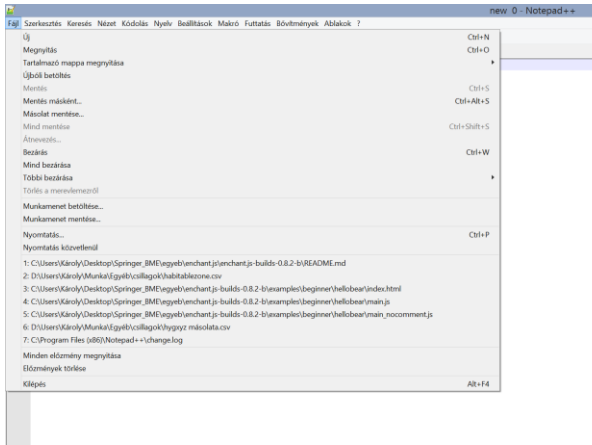 new 0 - Notepad++
Fájl Szerkesztés Keresés Nézet Kódolás Nyelv Beállítások Makró Futtatás Bővítmények Ablakok ?
Új Ctrl+N
Megnyitás Ctrl+O
Tartalmazó mappa megnyitása
Újbóli betöltés
Mentés Ctrl+S
Mentés másként... Ctrl+Alt+S
Másolat mentése...
Mind mentése Ctrl+Shift+S
Átnevezés...
Bezárás Ctrl+W
Mind bezárása
Többi bezárása
Törlés a merevlemezről
Munkamenet betöltése...
Munkamenet mentése...
Nyomtatás... Ctrl+P
Nyomtatás közvetlenül
1: C:\Users\Károly\Desktop\Springer_BME\egyeb\enchant.js\enchant.js-builds-0.8.2-b\README.md
2: D:\Users\Károly\Munka\Egyéb\csillagok\habitablezone.csv
3: C:\Users\Károly\Desktop\Springer_BME\egyeb\enchant.js-builds-0.8.2-b\examples\beginner\hellobear\index.html
4: C:\Users\Károly\Desktop\Springer_BME\egyeb\enchant.js-builds-0.8.2-b\examples\beginner\hellobear\main.js
5: C:\Users\Károly\Desktop\Springer_BME\egyeb\enchant.js-builds-0.8.2-b\examples\beginner\hellobear\main_nocomment.js
6: D:\Users\Károly\Munka\Egyéb\csillagok\hygxyz másolata.csv
7: C:\Program Files (x86)\Notepad++\change.log
Minden előzmény megnyitása
Előzmények törlése
Kilépés Alt+F4